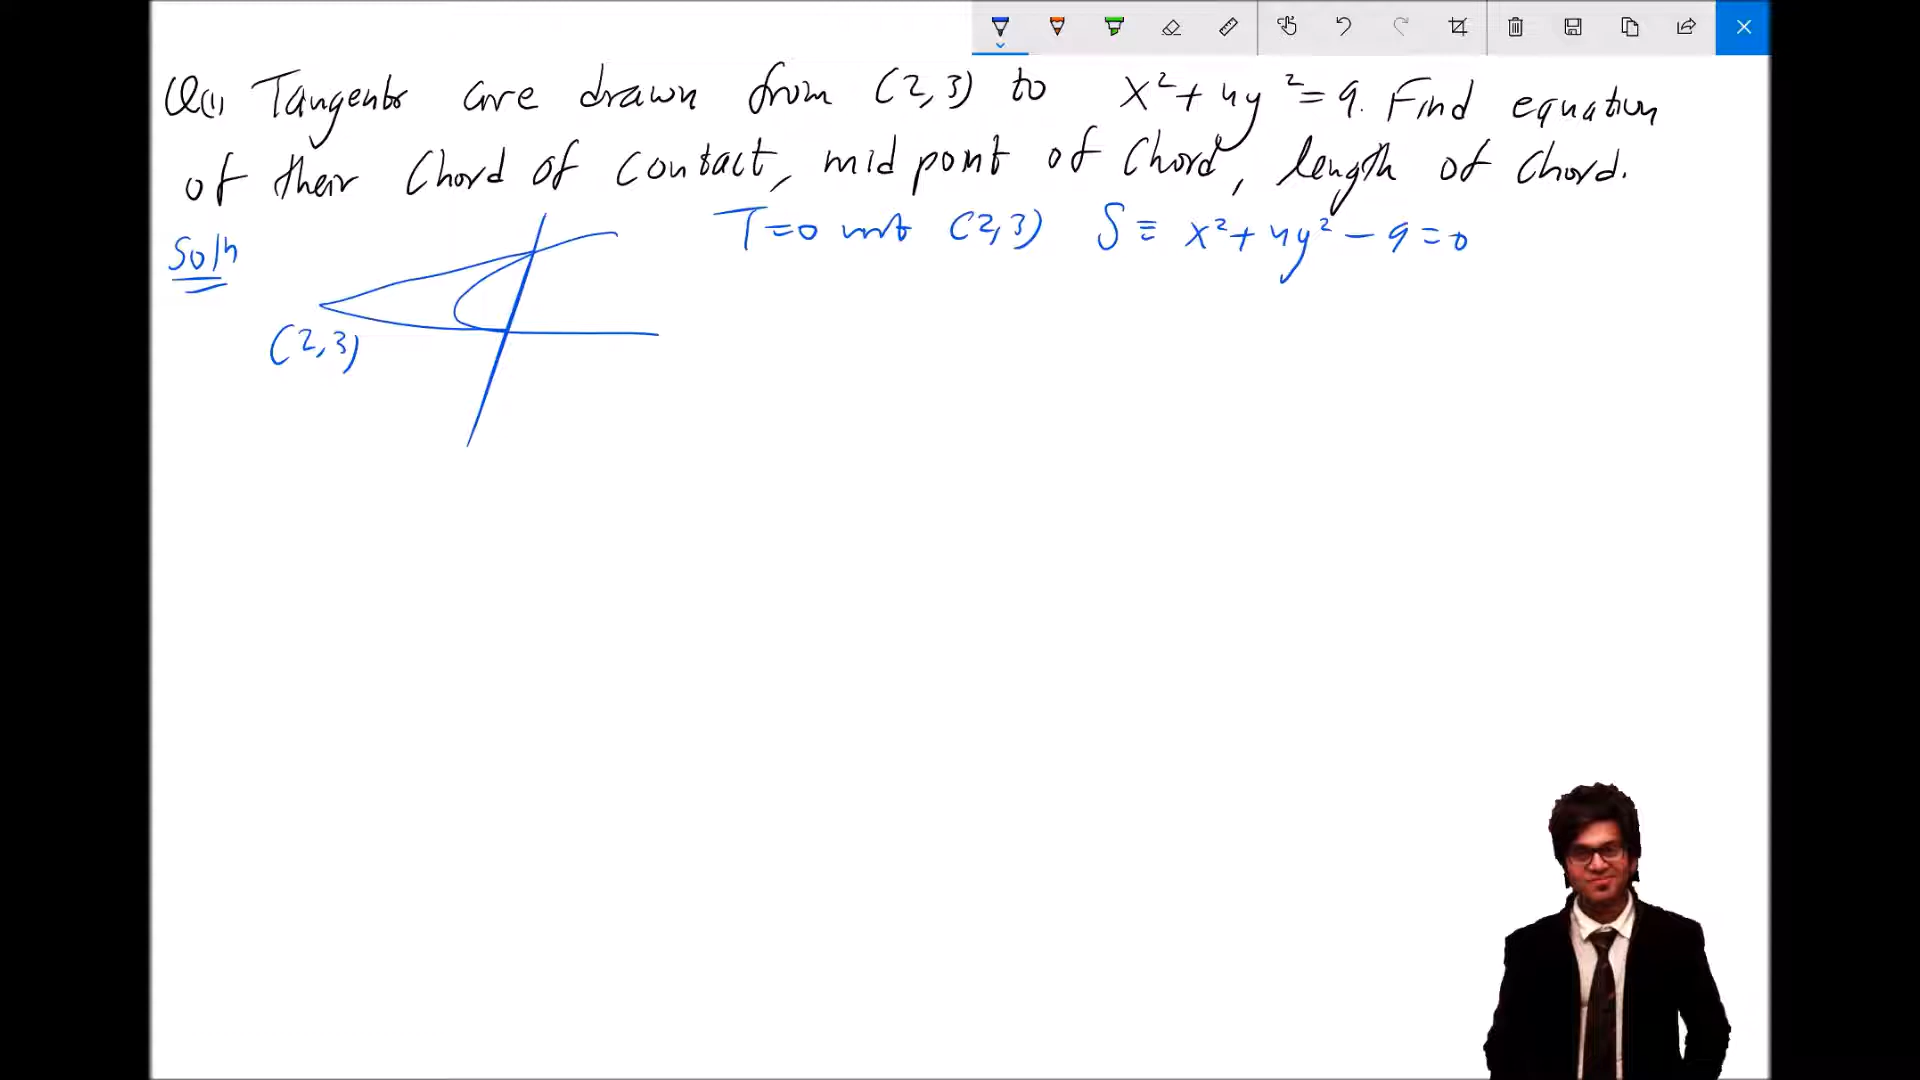 Q(1) Tangents are drawn from (2,3) to x²+4y²=9. Find equation
of their Chord of contact, mid point of Chord, length of Chord.
Soln
T=0 wrt (2,3) S≡ x²+4y²-9=0
(2,3)